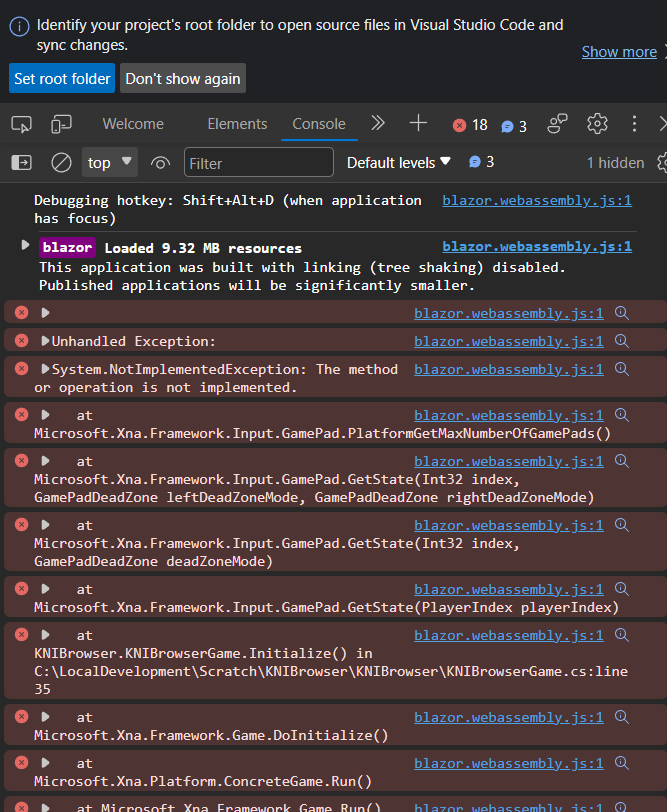 Identify your project's root folder to open source files in Visual Studio Code and
sync changes.
Show more
Set root folder
Don't show again
Welcome
Elements
Console
18
3
top
Filter
Default levels
3
1 hidden
Debugging hotkey: Shift+Alt+D (when application blazor.webassembly.js:1
has focus)
blazor Loaded 9.32 MB resources blazor.webassembly.js:1
This application was built with linking (tree shaking) disabled.
Published applications will be significantly smaller.
blazor.webassembly.js:1
Unhandled Exception: blazor.webassembly.js:1
System.NotImplementedException: The method blazor.webassembly.js:1
or operation is not implemented.
at blazor.webassembly.js:1
Microsoft.Xna.Framework.Input.GamePad.PlatformGetMaxNumberOfGamePads()
at blazor.webassembly.js:1
Microsoft.Xna.Framework.Input.GamePad.GetState(Int32 index,
GamePadDeadZone leftDeadZoneMode, GamePadDeadZone rightDeadZoneMode)
at blazor.webassembly.js:1
Microsoft.Xna.Framework.Input.GamePad.GetState(Int32 index,
GamePadDeadZone deadZoneMode)
at blazor.webassembly.js:1
Microsoft.Xna.Framework.Input.GamePad.GetState(PlayerIndex playerIndex)
at blazor.webassembly.js:1
KNIBrowser.KNIBrowserGame.Initialize() in
C:\LocalDevelopment\Scratch\KNIBrowser\KNIBrowser\KNIBrowserGame.cs:line
35
at blazor.webassembly.js:1
Microsoft.Xna.Framework.Game.DoInitialize()
at blazor.webassembly.js:1
Microsoft.Xna.Platform.ConcreteGame.Run()
at Microsoft.Xna.Framework.Game.Run() blazor.webassembly.js:1